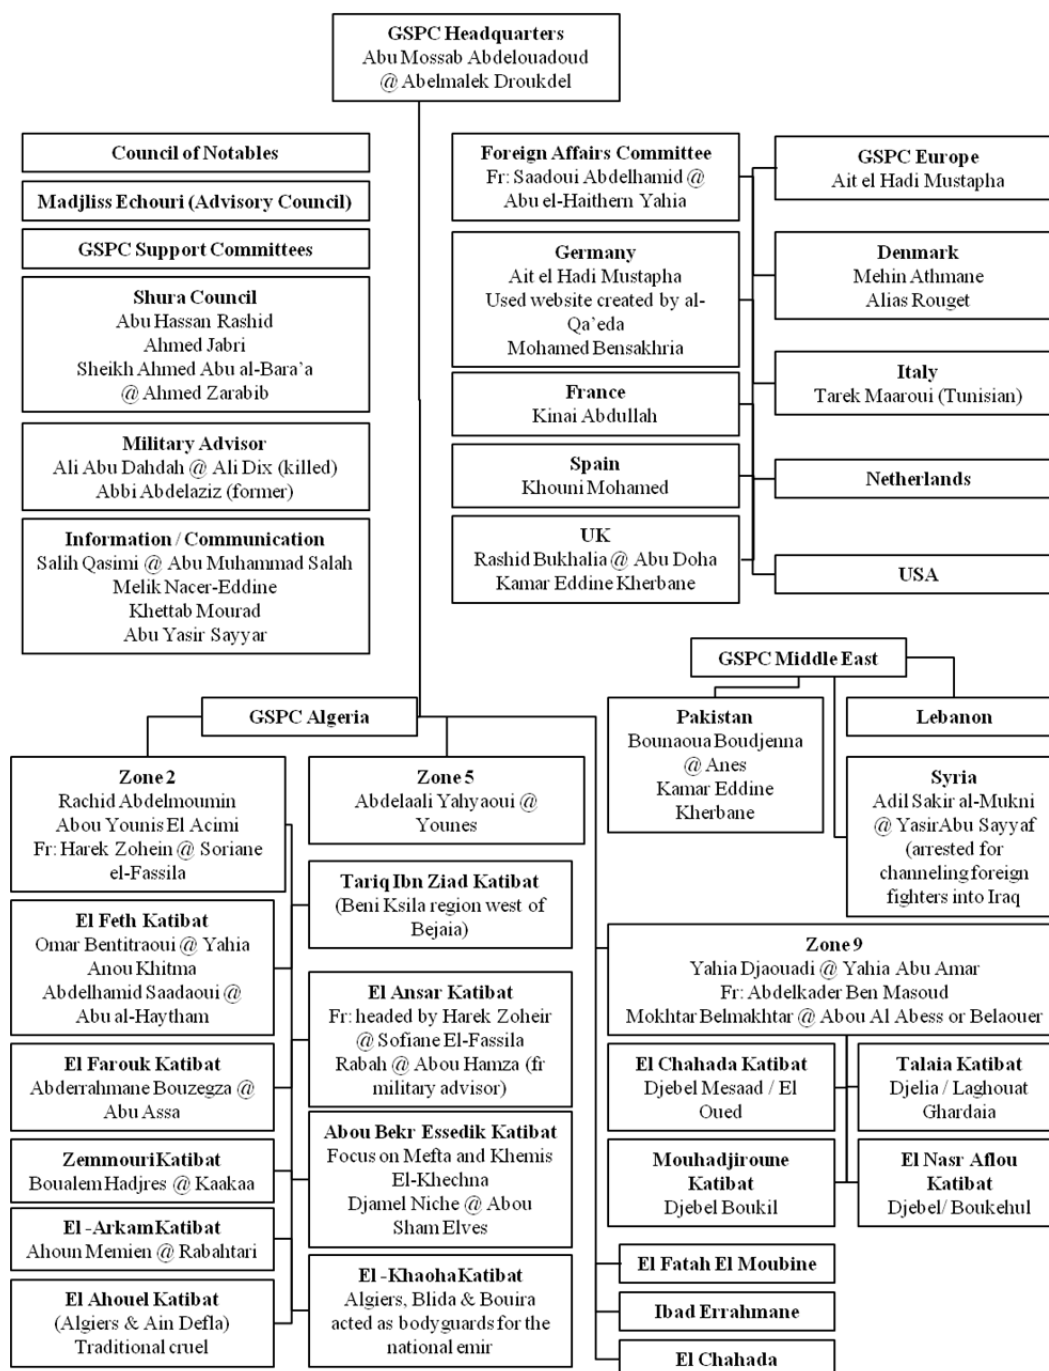 GSPC Headquarters
Abu Mossab Abdelouadoud
@ Abelmalek Droukdel
Council of Notables
Madjliss Echouri (Advisory Council)
GSPC Support Committees
Shura Council
Abu Hassan Rashid
Ahmed Jabri
Sheikh Ahmed Abu al-Bara'a
@ Ahmed Zarabib
Military Advisor
Ali Abu Dahdah @ Ali Dix (killed)
Abbi Abdelaziz (former)
Information / Communication
Salih Qasimi @ Abu Muhammad Salah
Melik Nacer-Eddine
Khettab Mourad
Abu Yasir Sayyar
Foreign Affairs Committee
Fr: Saadoui Abdelhamid @
Abu el-Haithern Yahia
Germany
Ait el Hadi Mustapha
Used website created by al-
Qa'eda
Mohamed Bensakhria
France
Kinai Abdullah
Spain
Khouni Mohamed
UK
Rashid Bukhalia @ Abu Doha
Kamar Eddine Kherbane
GSPC Europe
Ait el Hadi Mustapha
Denmark
Mehin Athmane
Alias Rouget
Italy
Tarek Maaroui (Tunisian)
Netherlands
USA
GSPC Middle East
Pakistan
Bounaoua Boudjenna
@ Anes
Kamar Eddine
Kherbane
Lebanon
Syria
Adil Sakir al-Mukni
@ YasirAbu Sayyaf
(arrested for
channeling foreign
fighters into Iraq
GSPC Algeria
Zone 2
Rachid Abdelmoumin
Abou Younis El Acimi
Fr: Harek Zohein @ Soriane
el-Fassila
El Feth Katibat
Omar Bentitraoui @ Yahia
Anou Khitma
Abdelhamid Saadaoui @
Abu al-Haytham
El Farouk Katibat
Abderrahmane Bouzegza @
Abu Assa
Zemmouri Katibat
Boualem Hadjres @ Kaakaa
El -Arkam Katibat
Ahoun Memien @ Rabahtari
El Ahouel Katibat
(Algiers & Ain Defla)
Traditional cruel
Zone 5
Abdelaali Yahyaoui @
Younes
Tariq Ibn Ziad Katibat
(Beni Ksila region west of
Bejaia)
El Ansar Katibat
Fr: headed by Harek Zoheir
@ Sofiane El-Fassila
Rabah @ Abou Hamza (fr
military advisor)
Abou Bekr Essedik Katibat
Focus on Mefta and Khemis
El-Khechna
Djamel Niche @ Abou
Sham Elves
El -Khaoha Katibat
Algiers, Blida & Bouira
acted as bodyguards for the
national emir
Zone 9
Yahia Djaouadi @ Yahia Abu Amar
Fr: Abdelkader Ben Masoud
Mokhtar Belmakhtar @ Abou Al Abess or Belaouer
El Chahada Katibat
Djebel Mesaad / El
Oued
Talaia Katibat
Djelia / Laghouat
Ghardaia
Mouhadjiroune
Katibat
Djebel Boukil
El Nasr Aflou
Katibat
Djebel/ Boukehul
El Fatah El Moubine
Ibad Errahmane
El Chahada